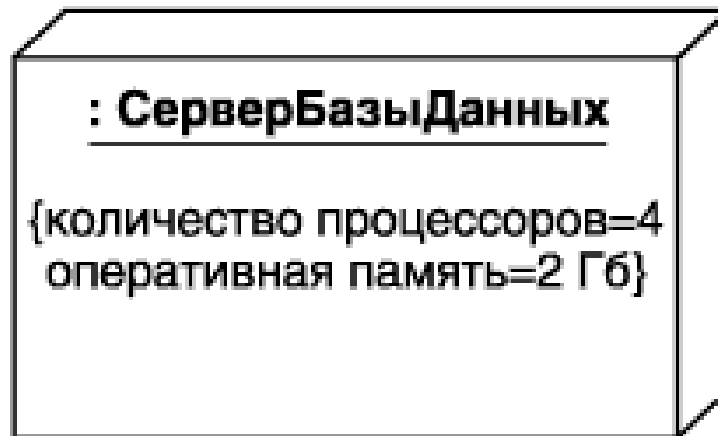 : СерверБазыДанных
{количество процессоров=4
оперативная память=2 Гб}